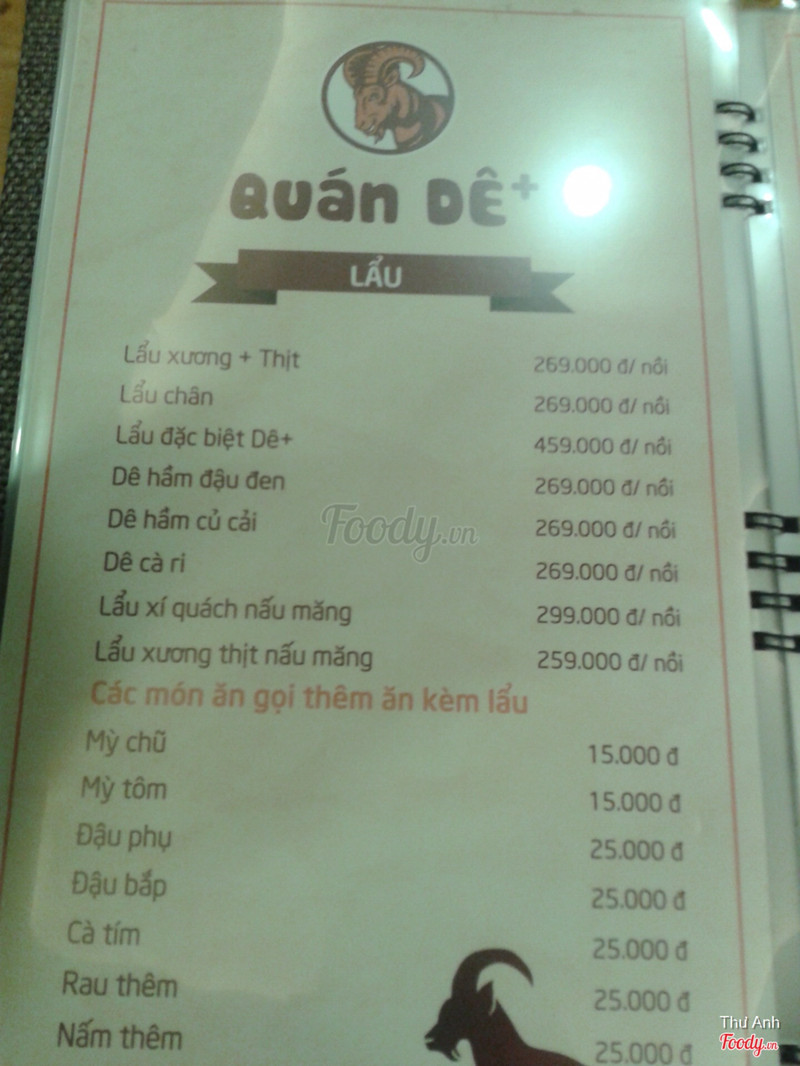 Quán Dê+
LẨU
Lẩu xương + Thịt 269.000 đ/ nồi
Lẩu chân 269.000 đ/ nồi
Lẩu đặc biệt Dê+ 459.000 đ/ nồi
Dê hầm đậu đen 269.000 đ/ nồi
Dê hầm củ cải 269.000 đ/ nồi
Foody.vn
Dê cà ri 269.000 đ/ nồi
Lẩu xí quách nấu măng 299.000 đ/ nồi
Lẩu xương thịt nấu măng 259.000 đ/ nồi
Các món ăn gọi thêm ăn kèm lẩu
Mỳ chũ 15.000 đ
Mỳ tôm 15.000 đ
Đậu phụ 25.000 đ
Đậu bắp 25.000 đ
Cà tím 25.000 đ
Rau thêm 25.000 đ
Nấm thêm 25.000 đ
Thư Anh
Foody.vn